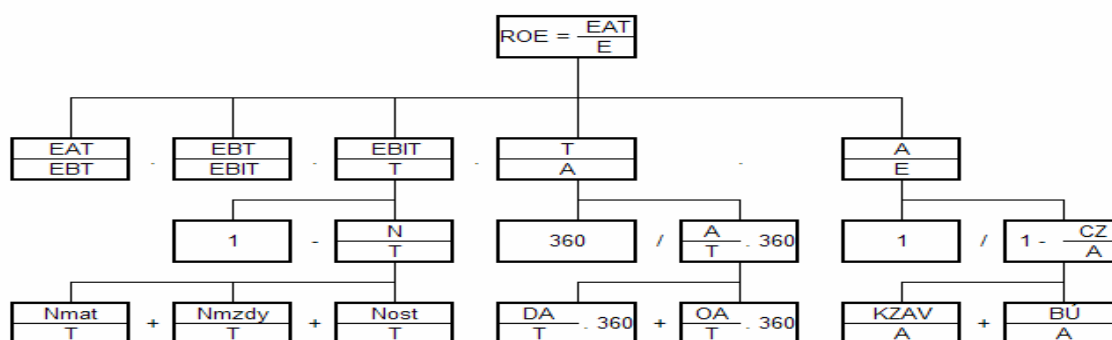 ROE = EAT / E
EAT / EBT . EBT / EBIT . EBIT / T . T / A . A / E
1 - N / T 360 / A / T . 360 1 / 1 - CZ / A
Nmat / T + Nmzdy / T + Nost / T DA / T . 360 + OA / T . 360 KZAV / A + BÚ / A